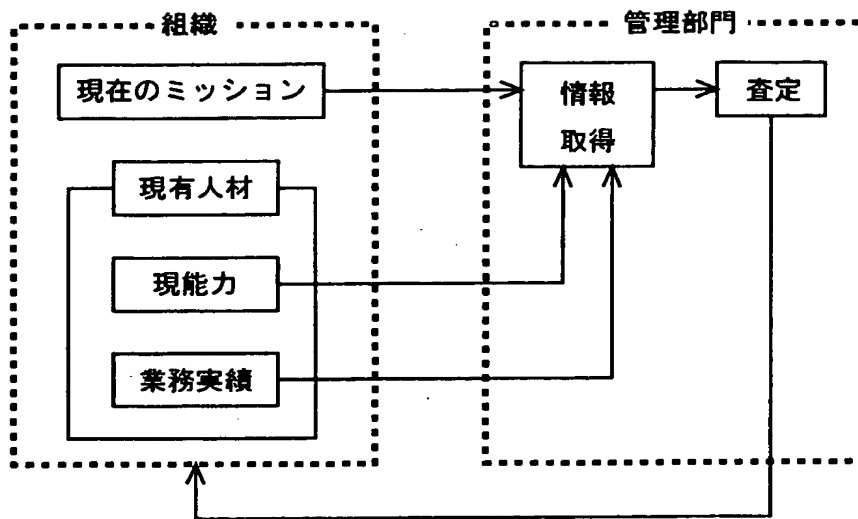 組織
管理部門
現在のミッション
情報
取得
査定
現有人材
現能力
業務実績